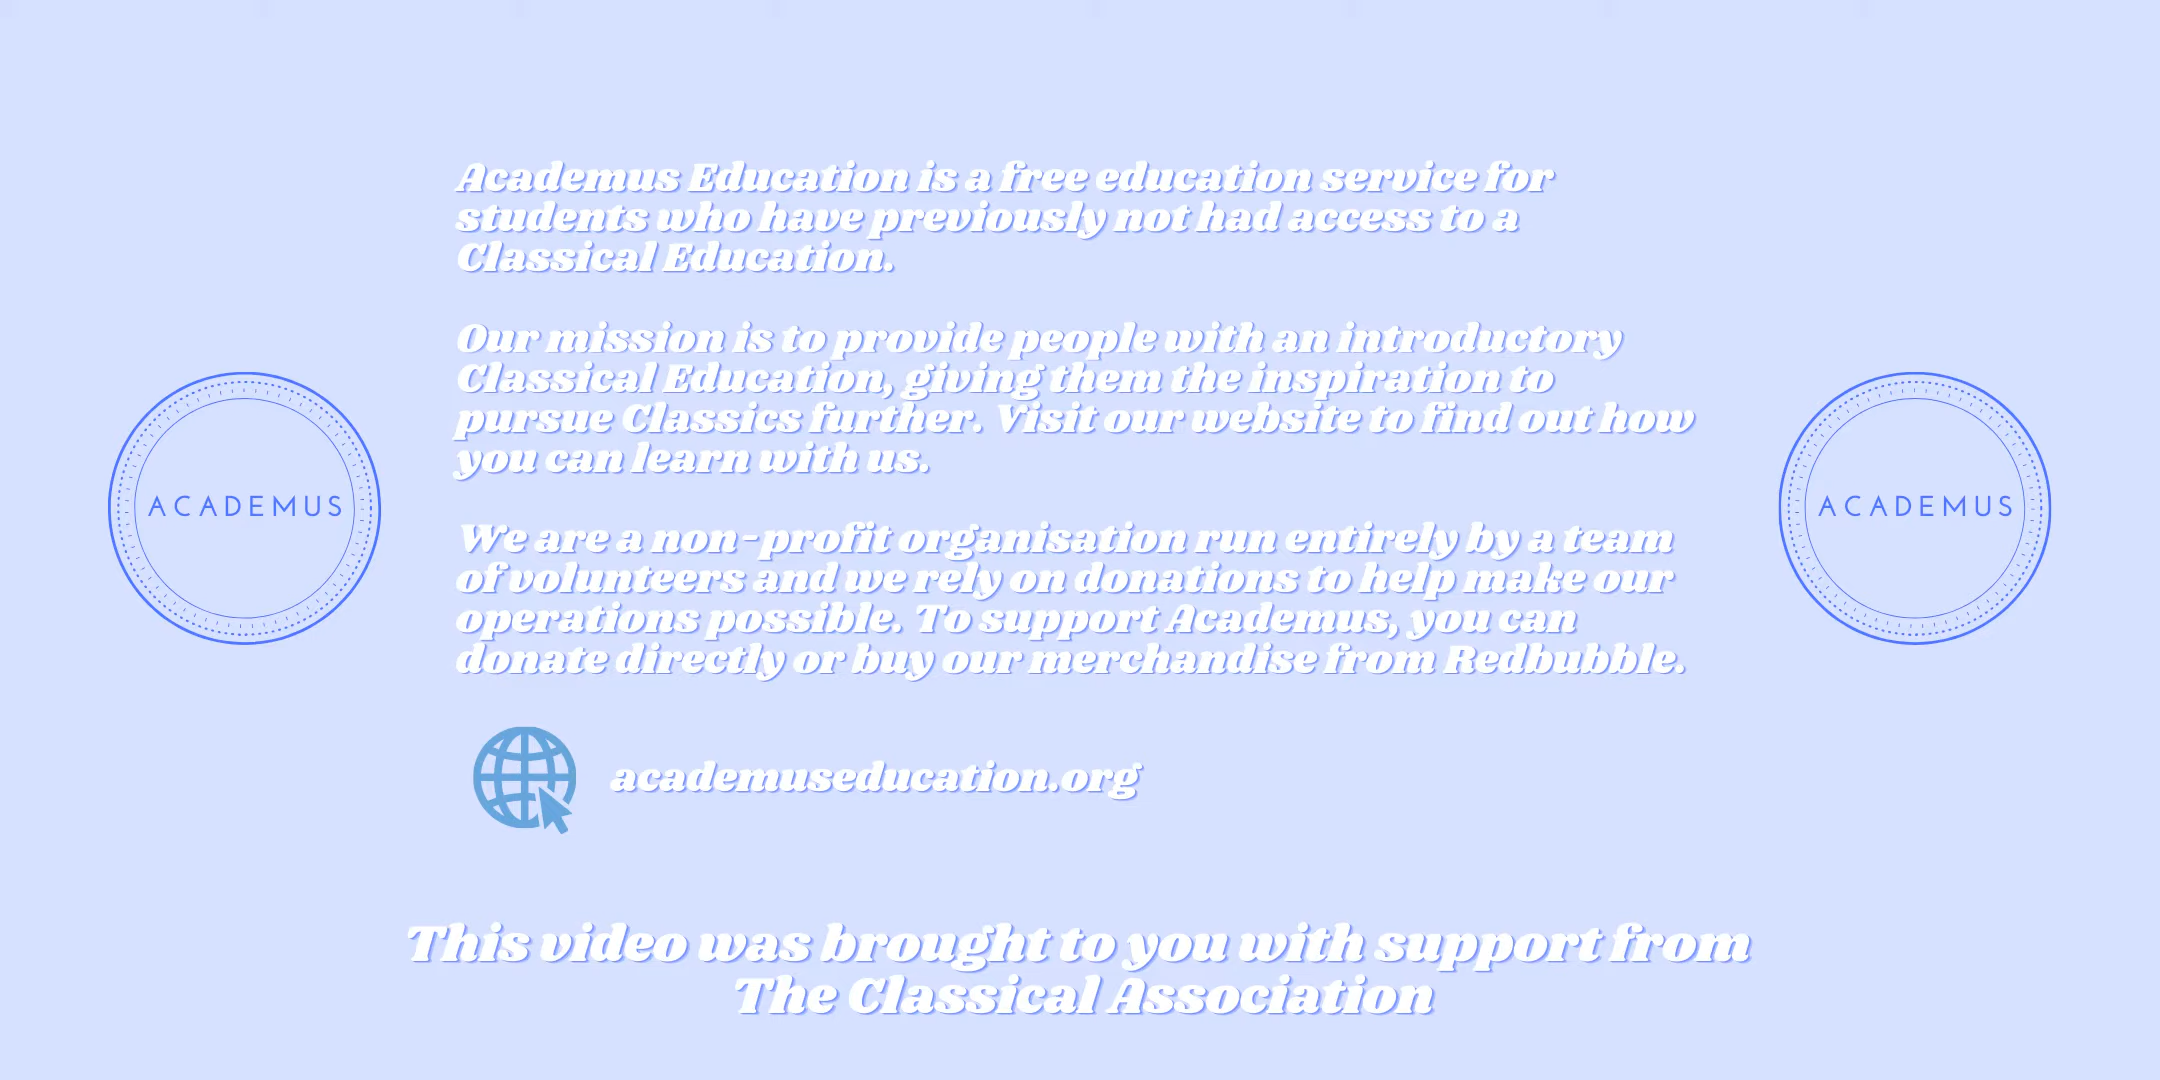 Academus Education is a free education service for
students who have previously not had access to a
Classical Education.
Our mission is to provide people with an introductory
Classical Education, giving them the inspiration to
pursue Classics further. Visit our website to find out how
you can learn with us.
ACADEMUS
ACADEMUS
We are a non-profit organisation run entirely by a team
of volunteers and we rely on donations to help make our
operations possible. To support Academus, you can
donate directly or buy our merchandise from Redbubble.
academuseducation.org
This video was brought to you with support from
The Classical Association